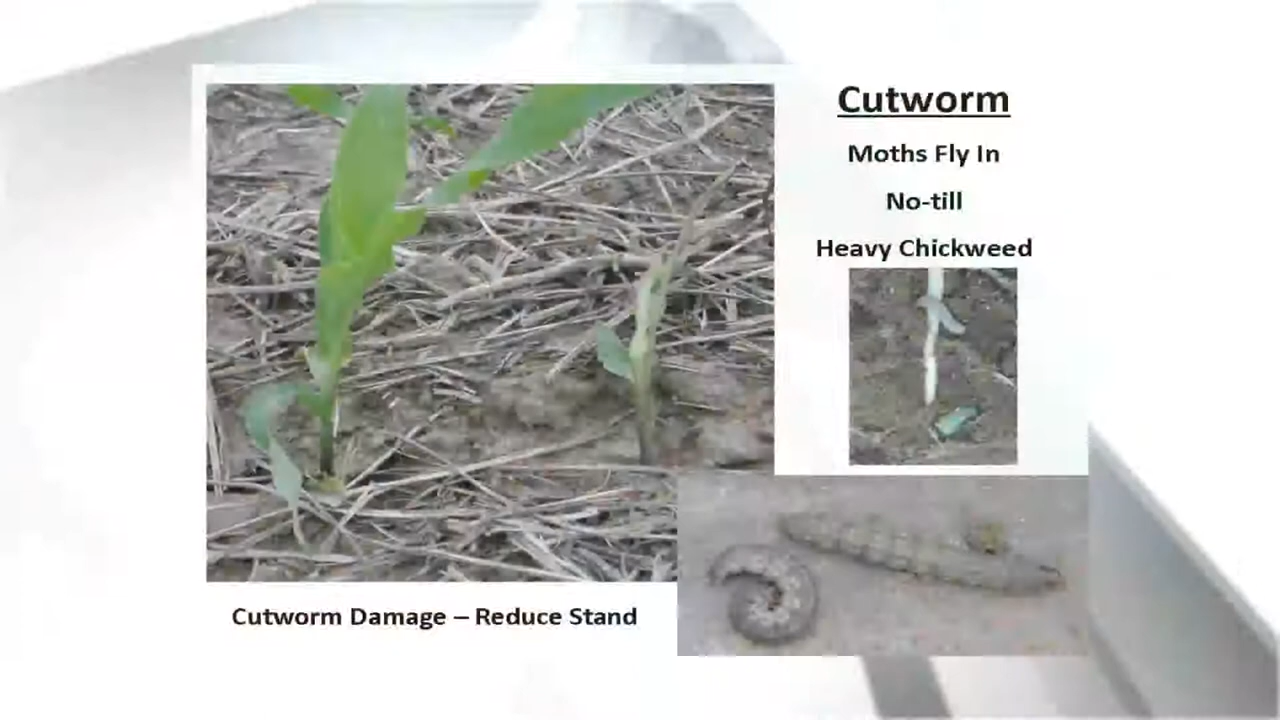 Cutworm
Moths Fly In
No-till
Heavy Chickweed
Cutworm Damage – Reduce Stand